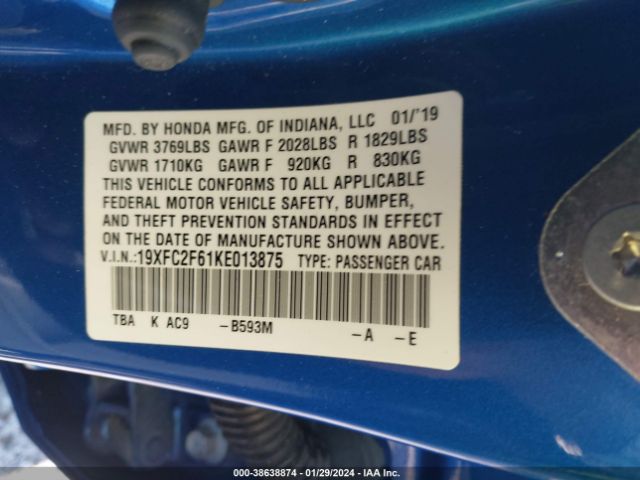 MFD. BY HONDA MFG. OF INDIANA, LLC 01/'19
GVWR 3769LBS GAWR F 2028LBS R 1829LBS
GVWR 1710KG GAWR F 920KG R 830KG
THIS VEHICLE CONFORMS TO ALL APPLICABLE
FEDERAL MOTOR VEHICLE SAFETY, BUMPER,
AND THEFT PREVENTION STANDARDS IN EFFECT
ON THE DATE OF MANUFACTURE SHOWN ABOVE.
V.I.N.:19XFC2F61KE013875 TYPE: PASSENGER CAR
TBA K AC9 -B593M -A -E
000-38638874 / 01/29/2024 / IAA Inc.